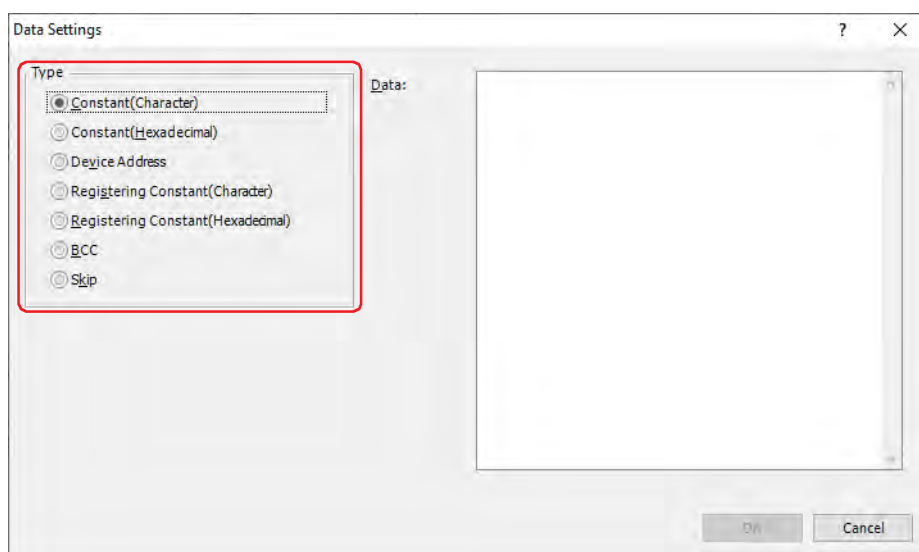 Data Settings
?
Type
Constant(Character)
Constant(Hexadecimal)
Device Address
Registering Constant(Character)
Registering Constant(Hexadecimal)
BCC
Skip
Data:
OK
Cancel